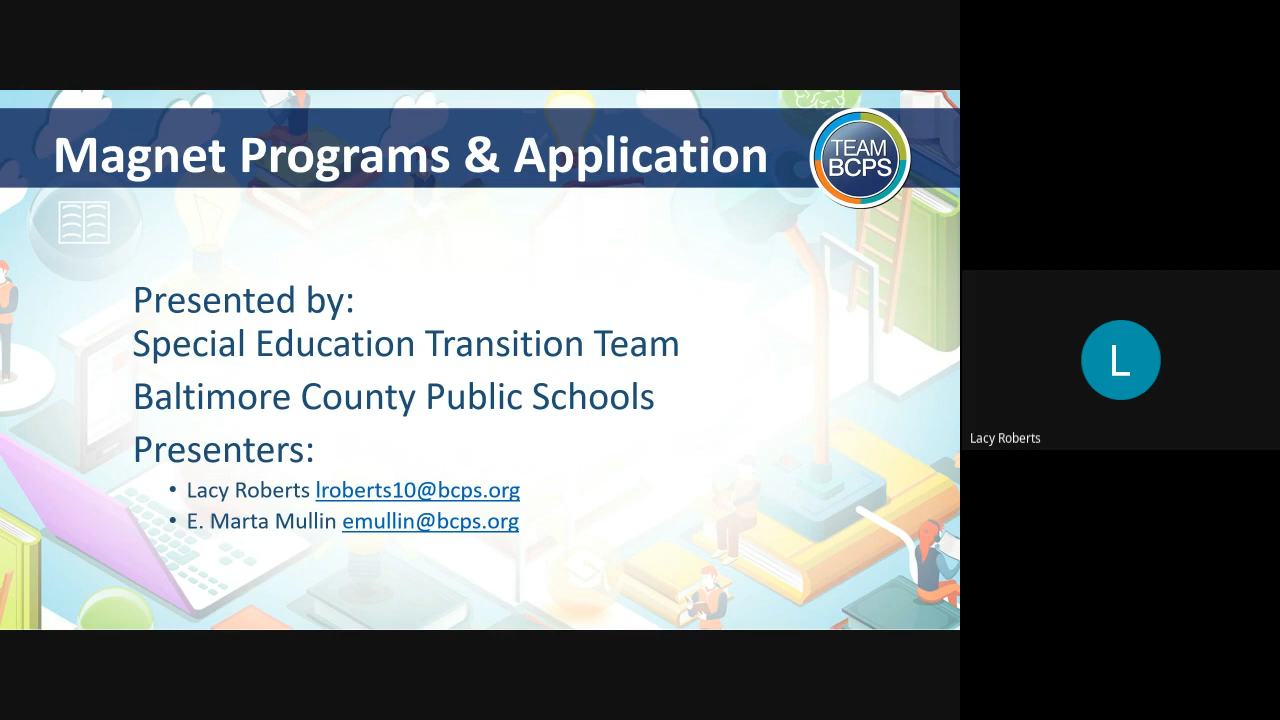 Magnet Programs & Application
TEAM
BCPS
Presented by:
Special Education Transition Team
Baltimore County Public Schools
Presenters:
• Lacy Roberts lroberts10@bcps.org
• E. Marta Mullin emullin@bcps.org
L
Lacy Roberts